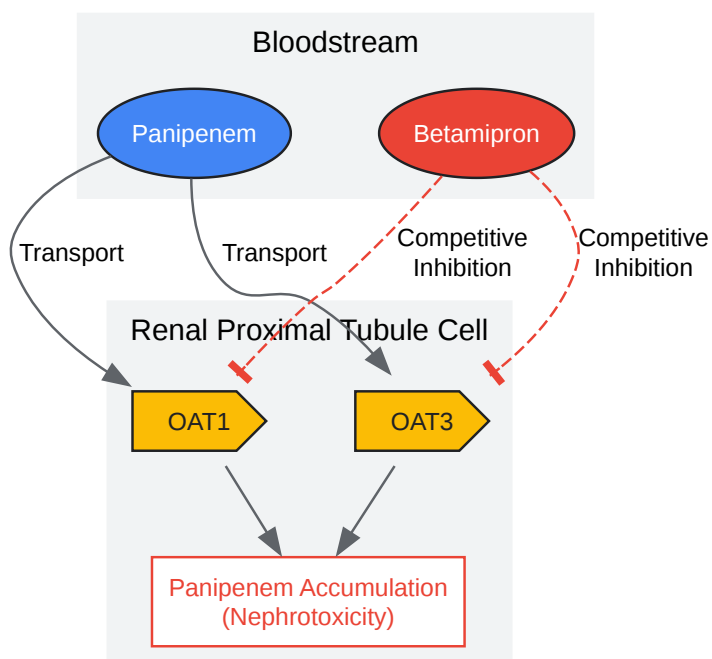 Bloodstream
Panipenem
Betamipron
Transport
Transport
Competitive
Inhibition
Competitive
Inhibition
Renal Proximal Tubule Cell
OAT1
OAT3
Panipenem Accumulation
(Nephrotoxicity)